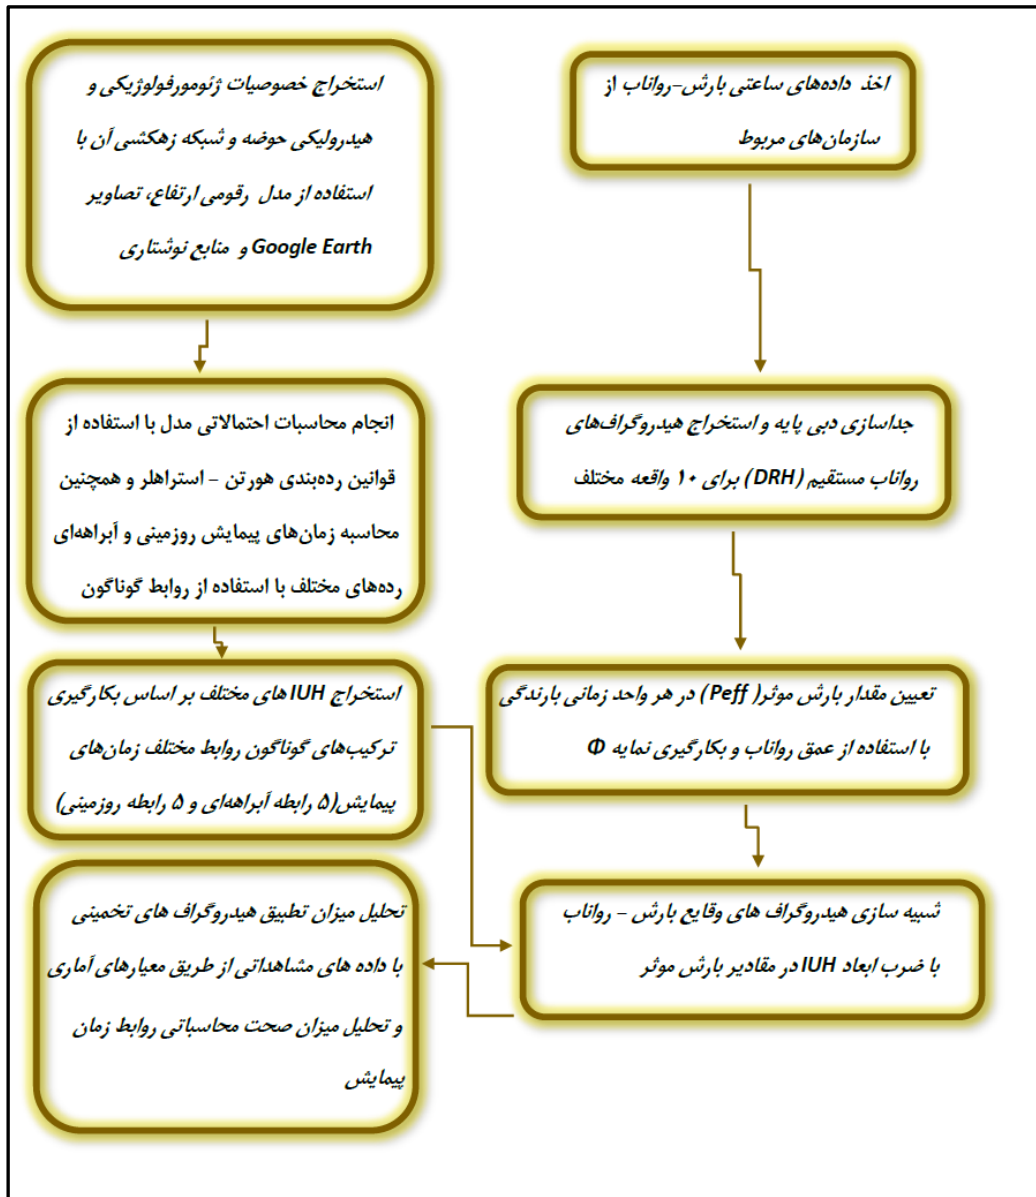 اخذ داده‌های ساعتی بارش-رواناب از
سازمان‌های مربوط
جداسازی دبی پایه و استخراج هیدروگراف‌های
رواناب مستقیم (DRH) برای ۱۰ واقعه مختلف
تعیین مقدار بارش موثر( Peff) در هر واحد زمانی بارندگی
با استفاده از عمق رواناب و بکارگیری نمایه Φ
شبیه سازی هیدروگراف های وقایع بارش – رواناب
با ضرب ابعاد IUH در مقادیر بارش موثر
استخراج خصوصیات ژئومورفولوژیکی و
هیدرولیکی حوضه و شبکه زهکشی آن با
استفاده از مدل رقومی ارتفاع، تصاویر
Google Earth و منابع نوشتاری
انجام محاسبات احتمالاتی مدل با استفاده از
قوانین رده‌بندی هورتن – استراهلر و همچنین
محاسبه زمان‌های پیمایش روزمینی و آبراهه‌ای
رده‌های مختلف با استفاده از روابط گوناگون
استخراج IUH های مختلف بر اساس بکارگیری
ترکیب‌های گوناگون روابط مختلف زمان‌های
پیمایش(۵ رابطه آبراهه‌ای و ۵ رابطه روزمینی)
تحلیل میزان تطبیق هیدروگراف های تخمینی
با داده های مشاهداتی از طریق معیارهای آماری
و تحلیل میزان صحت محاسباتی روابط زمان
پیمایش